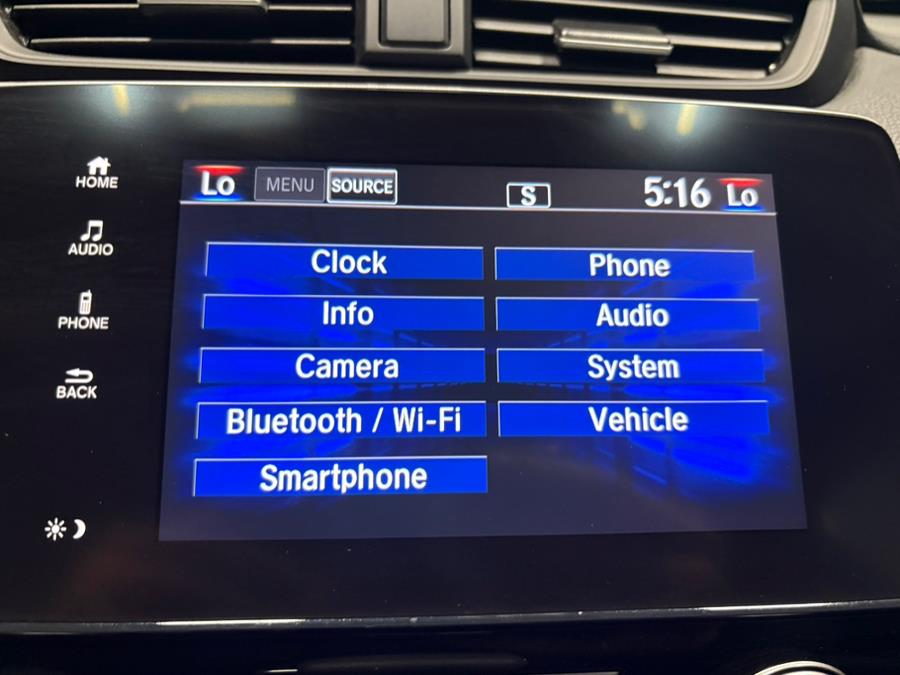 HOME
AUDIO
PHONE
BACK
Lo MENU SOURCE S 5:16 Lo
Clock Phone
Info Audio
Camera System
Bluetooth / Wi-Fi Vehicle
Smartphone